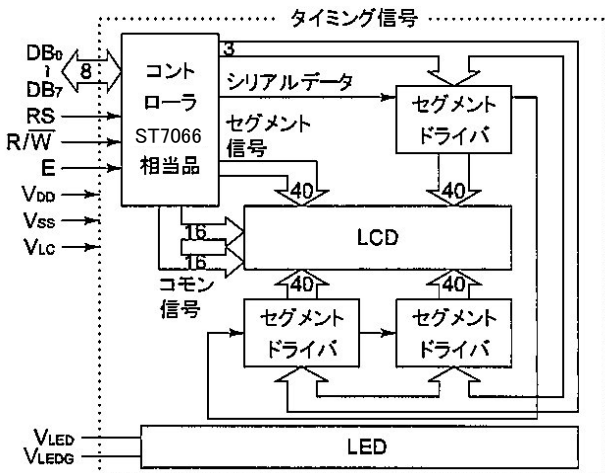 タイミング信号
DB₀
~
DB₇
8
RS
R/W̅
E
VDD
VSS
VLC
コント
ローラ
ST7066
相当品
3
シリアルデータ
セグメント
信号
セグメント
ドライバ
40
40
16
16
コモン
信号
LCD
40
40
セグメント
ドライバ
セグメント
ドライバ
VLED
VLEDG
LED